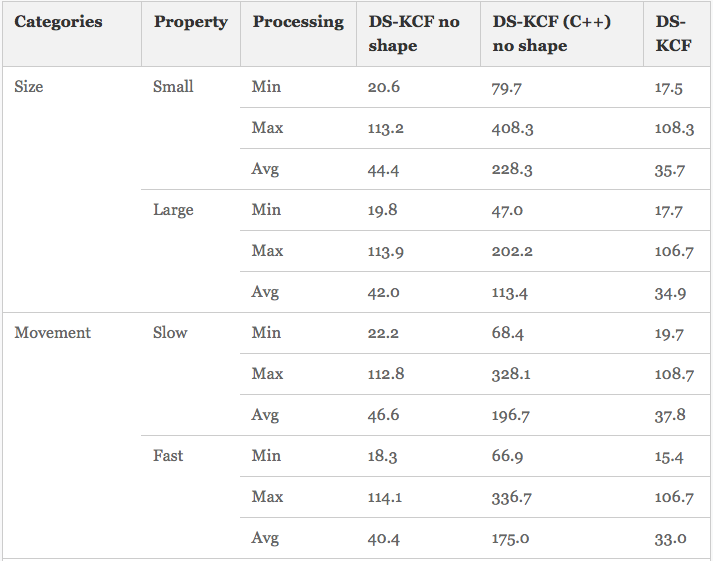 Categories Property Processing DS-KCF no shape DS-KCF (C++) no shape DS-KCF
Size Small Min 20.6 79.7 17.5
Max 113.2 408.3 108.3
Avg 44.4 228.3 35.7
Large Min 19.8 47.0 17.7
Max 113.9 202.2 106.7
Avg 42.0 113.4 34.9
Movement Slow Min 22.2 68.4 19.7
Max 112.8 328.1 108.7
Avg 46.6 196.7 37.8
Fast Min 18.3 66.9 15.4
Max 114.1 336.7 106.7
Avg 40.4 175.0 33.0